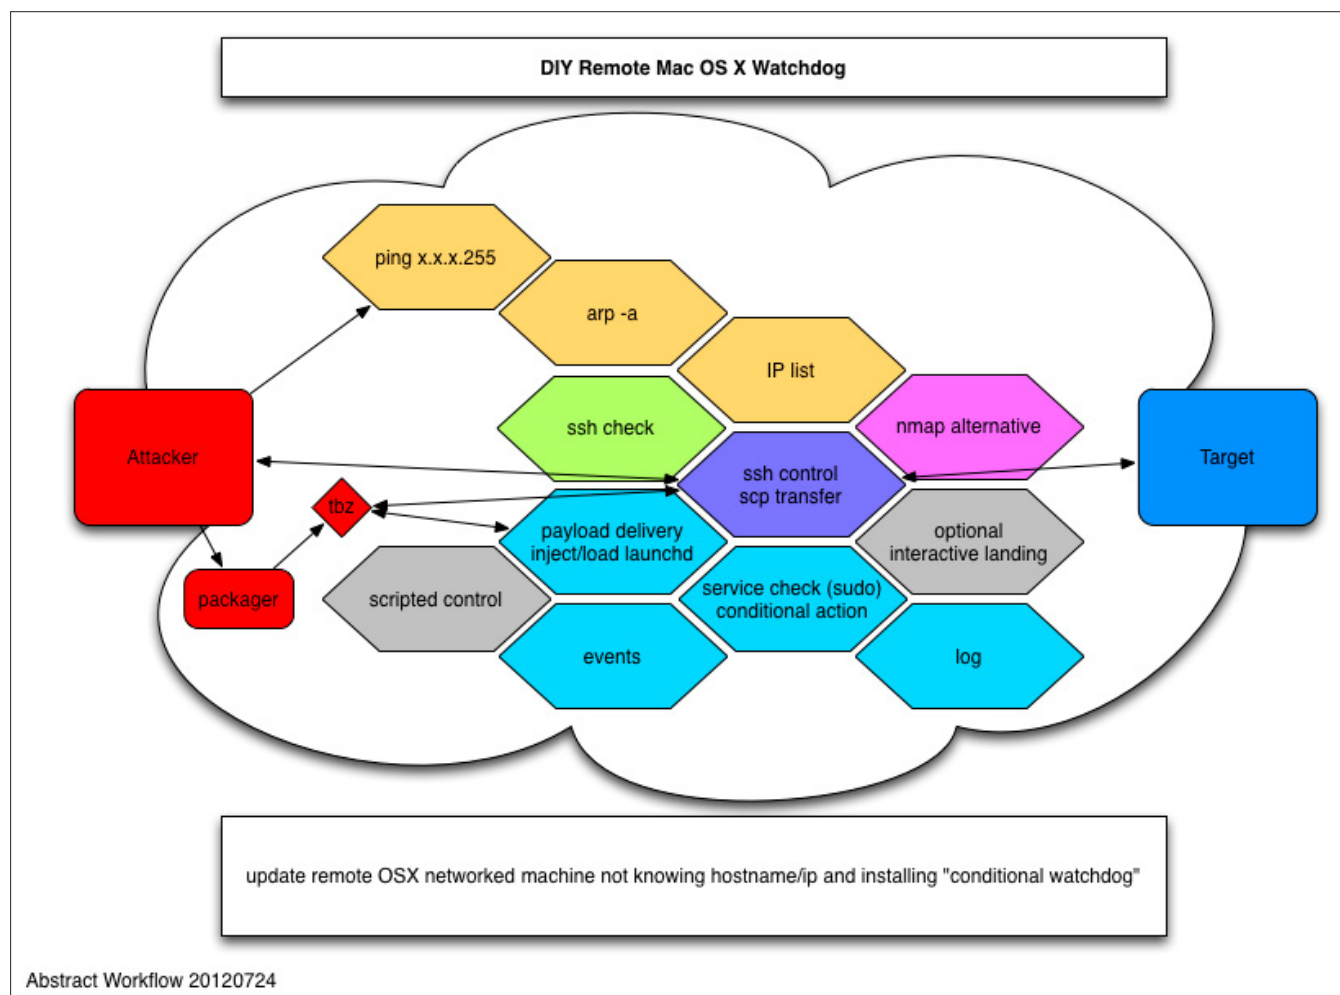 DIY Remote Mac OS X Watchdog
ping x.x.x.255
arp -a
IP list
ssh check
nmap alternative
Attacker
ssh control
scp transfer
Target
tbz
payload delivery
inject/load launchd
optional
interactive landing
packager
scripted control
service check (sudo)
conditional action
events
log
update remote OSX networked machine not knowing hostname/ip and installing "conditional watchdog"
Abstract Workflow 20120724